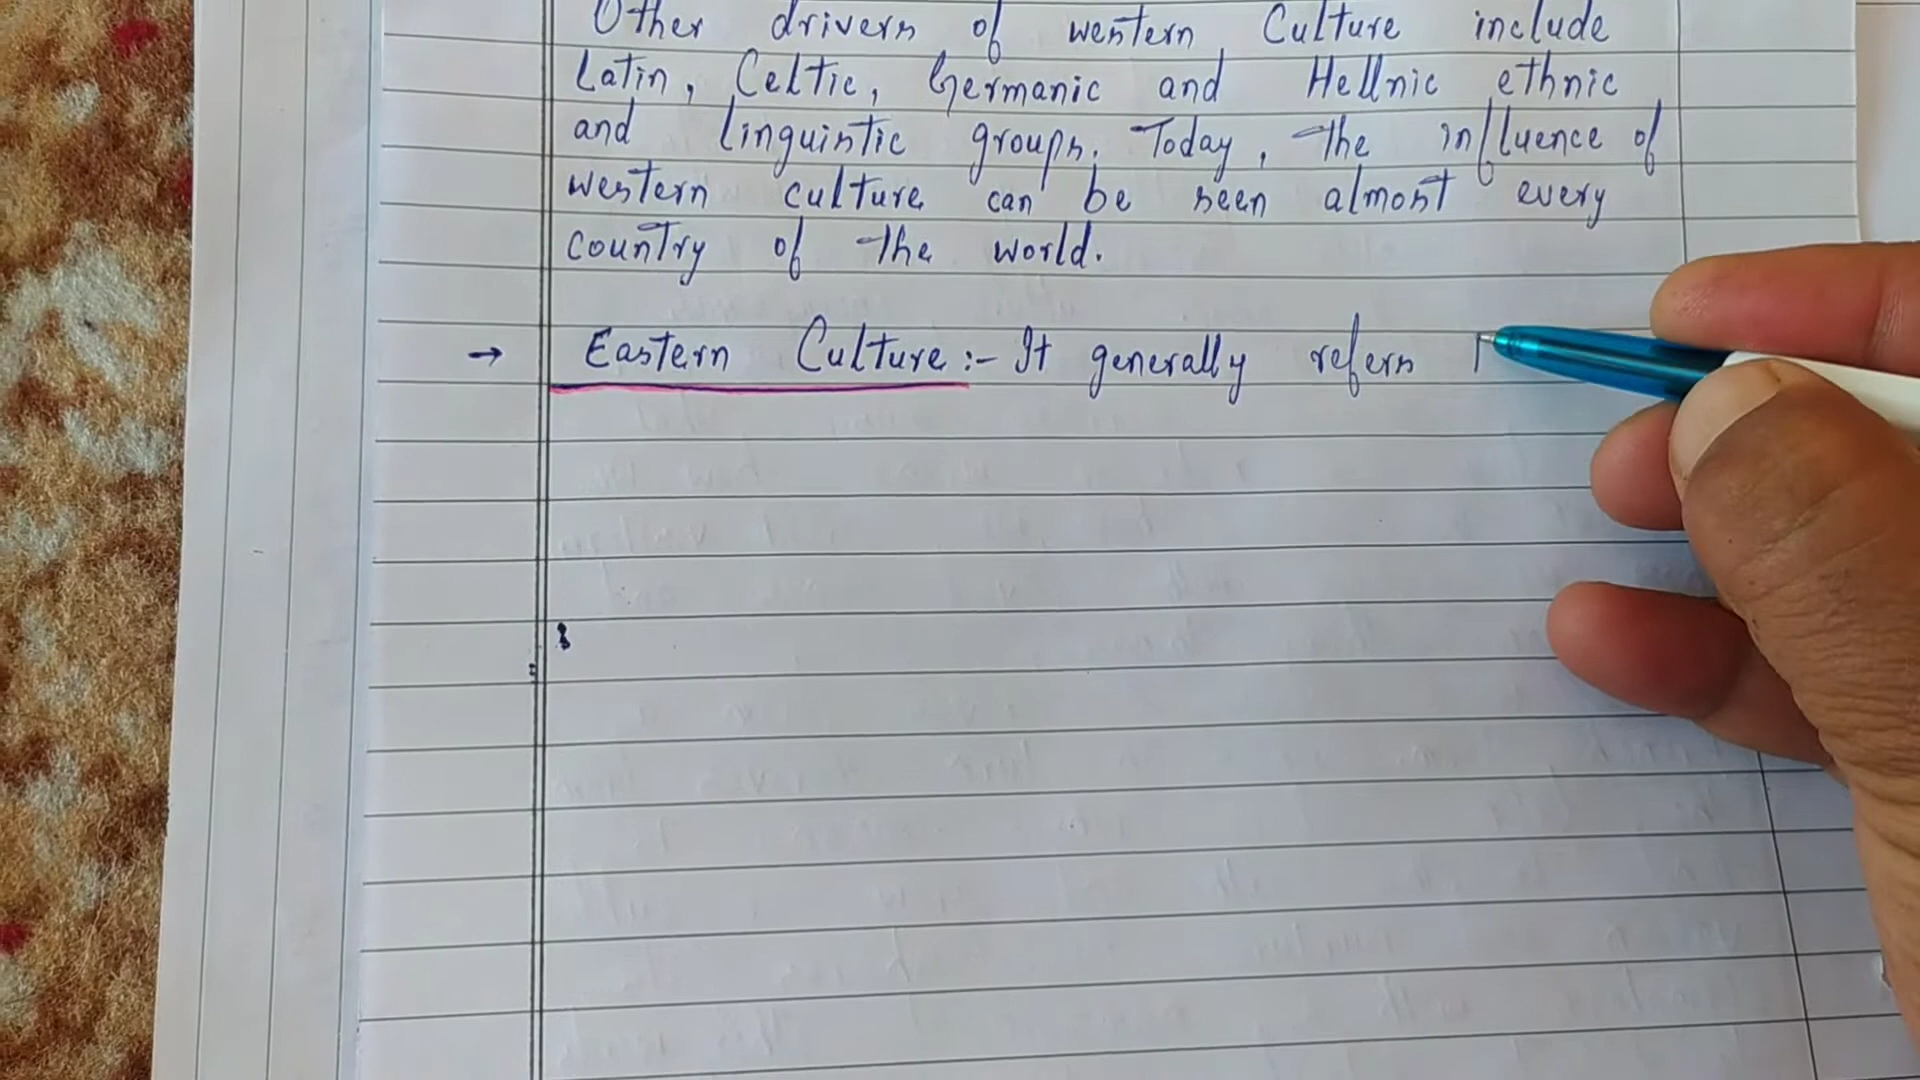 Other drivers of western Culture include
Latin, Celtic, Germanic and Hellnic ethnic
and linguistic groups. Today, the influence of
western culture can be seen almost every
country of the world.
→ Eastern Culture :- It generally refers